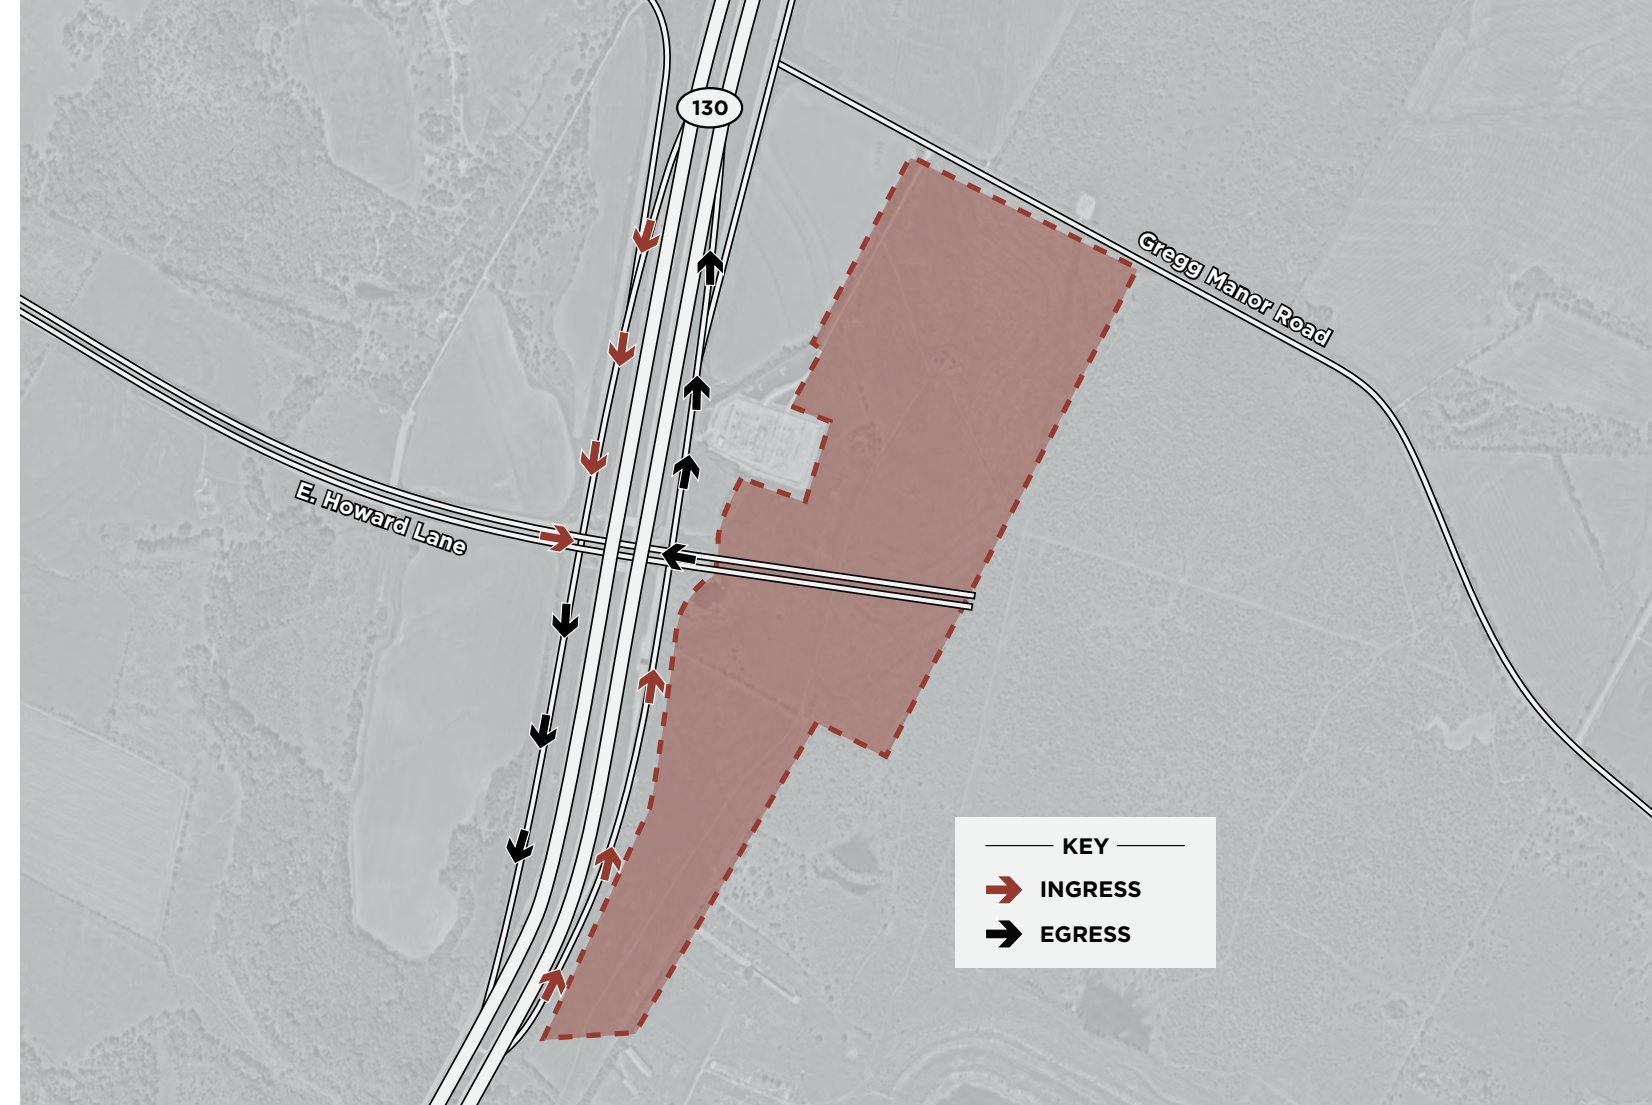 130
Gregg Manor Road
E. Howard Lane
KEY
INGRESS
EGRESS